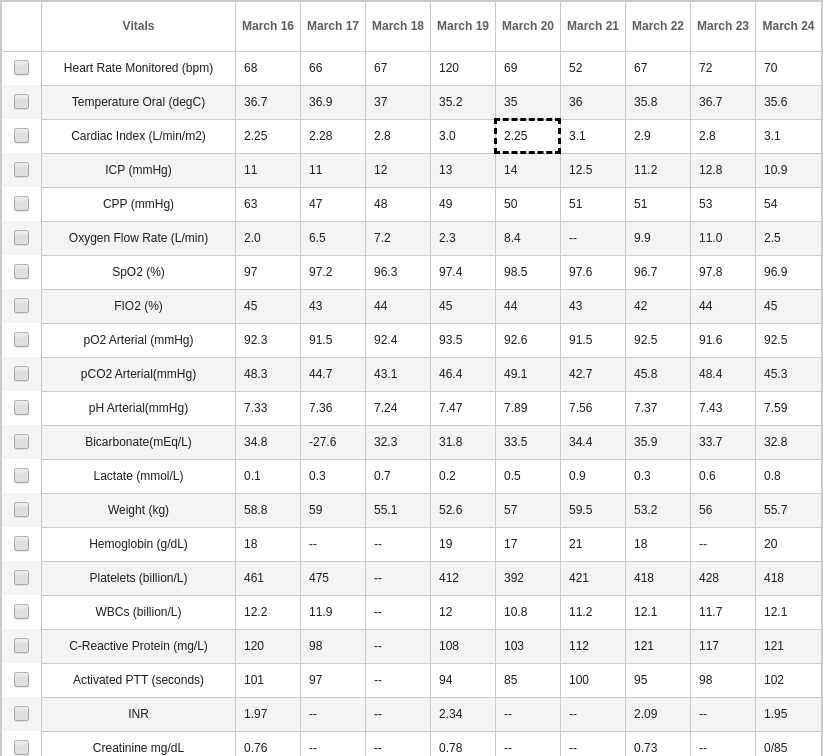 Vitals March 16 March 17 March 18 March 19 March 20 March 21 March 22 March 23 March 24
Heart Rate Monitored (bpm) 68 66 67 120 69 52 67 72 70
Temperature Oral (degC) 36.7 36.9 37 35.2 35 36 35.8 36.7 35.6
Cardiac Index (L/min/m2) 2.25 2.28 2.8 3.0 2.25 3.1 2.9 2.8 3.1
ICP (mmHg) 11 11 12 13 14 12.5 11.2 12.8 10.9
CPP (mmHg) 63 47 48 49 50 51 51 53 54
Oxygen Flow Rate (L/min) 2.0 6.5 7.2 2.3 8.4 -- 9.9 11.0 2.5
SpO2 (%) 97 97.2 96.3 97.4 98.5 97.6 96.7 97.8 96.9
FIO2 (%) 45 43 44 45 44 43 42 44 45
pO2 Arterial (mmHg) 92.3 91.5 92.4 93.5 92.6 91.5 92.5 91.6 92.5
pCO2 Arterial(mmHg) 48.3 44.7 43.1 46.4 49.1 42.7 45.8 48.4 45.3
pH Arterial(mmHg) 7.33 7.36 7.24 7.47 7.89 7.56 7.37 7.43 7.59
Bicarbonate(mEq/L) 34.8 -27.6 32.3 31.8 33.5 34.4 35.9 33.7 32.8
Lactate (mmol/L) 0.1 0.3 0.7 0.2 0.5 0.9 0.3 0.6 0.8
Weight (kg) 58.8 59 55.1 52.6 57 59.5 53.2 56 55.7
Hemoglobin (g/dL) 18 -- -- 19 17 21 18 -- 20
Platelets (billion/L) 461 475 -- 412 392 421 418 428 418
WBCs (billion/L) 12.2 11.9 -- 12 10.8 11.2 12.1 11.7 12.1
C-Reactive Protein (mg/L) 120 98 -- 108 103 112 121 117 121
Activated PTT (seconds) 101 97 -- 94 85 100 95 98 102
INR 1.97 -- -- 2.34 -- -- 2.09 -- 1.95
Creatinine mg/dL 0.76 -- -- 0.78 -- -- 0.73 -- 0/85